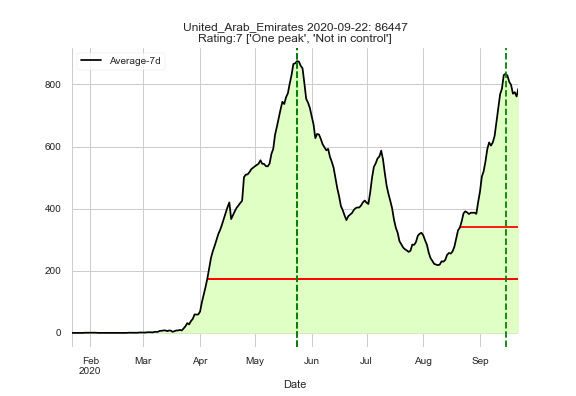 United_Arab_Emirates 2020-09-22: 86447
Rating:7 ['One peak', 'Not in control']
Average-7d
800
600
400
200
0
Feb Mar Apr May Jun Jul Aug Sep
2020
Date